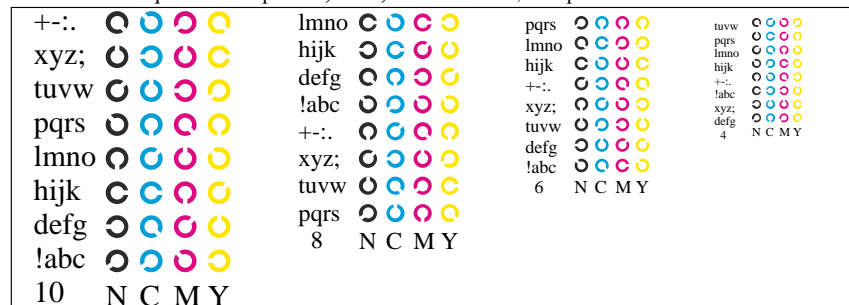 +-:.
xyz;
tuvw
pqrs
lmno
hijk
defg
!abc
10 N C M Y
lmno
hijk
defg
!abc
+-:.
xyz;
tuvw
pqrs
8 N C M Y
pqrs
lmno
hijk
+-:.
xyz;
tuvw
defg
!abc
6 N C M Y
tuvw
pqrs
lmno
hijk
+-:.
!abc
xyz;
defg
4 N C M Y